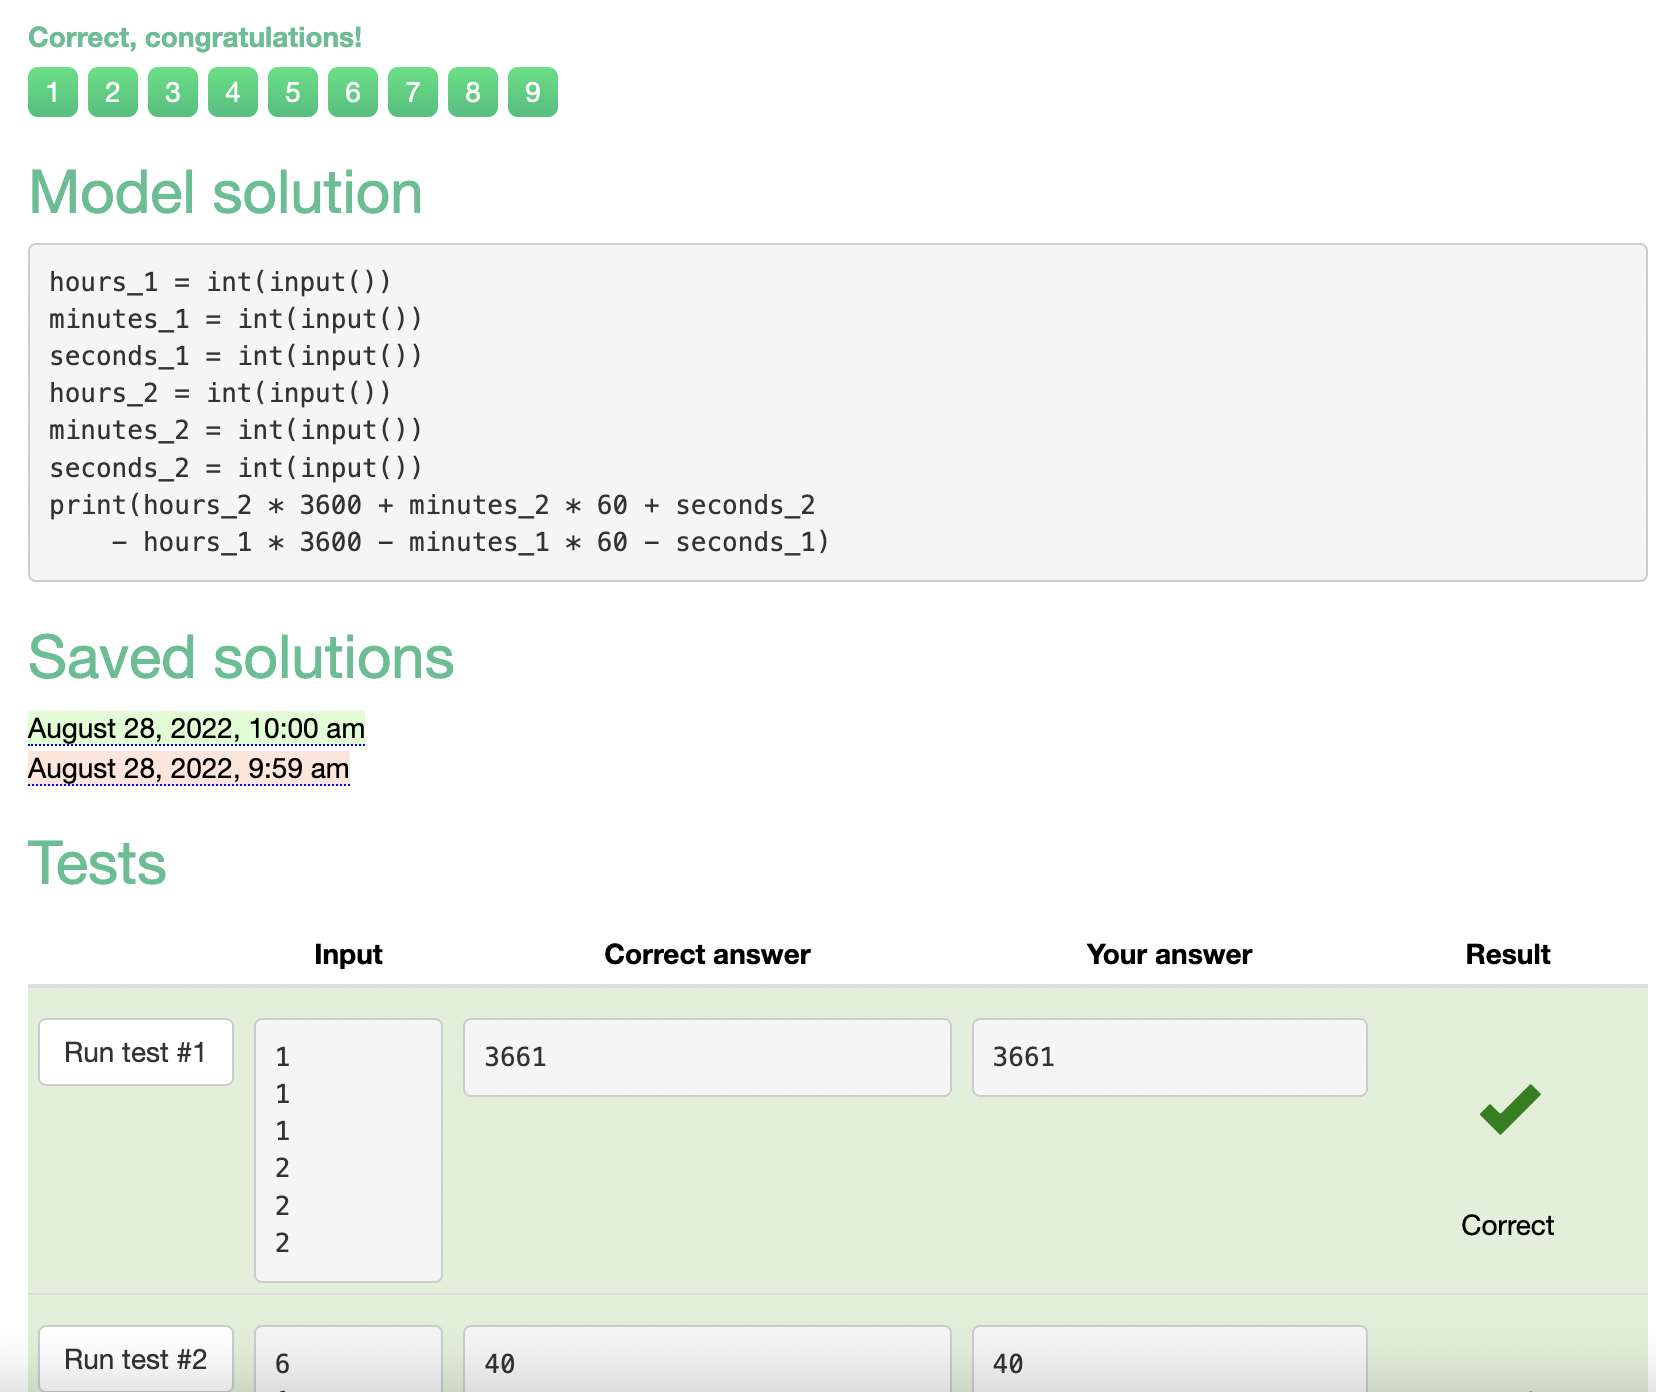 Correct, congratulations!
1 2 3 4 5 6 7 8 9
Model solution
hours_1 = int(input())
minutes_1 = int(input())
seconds_1 = int(input())
hours_2 = int(input())
minutes_2 = int(input())
seconds_2 = int(input())
print(hours_2 * 3600 + minutes_2 * 60 + seconds_2
    - hours_1 * 3600 - minutes_1 * 60 - seconds_1)
Saved solutions
August 28, 2022, 10:00 am
August 28, 2022, 9:59 am
Tests
Input Correct answer Your answer Result
Run test #1 1 3661 3661
1
1
2
2
2
Correct
Run test #2 6 40 40